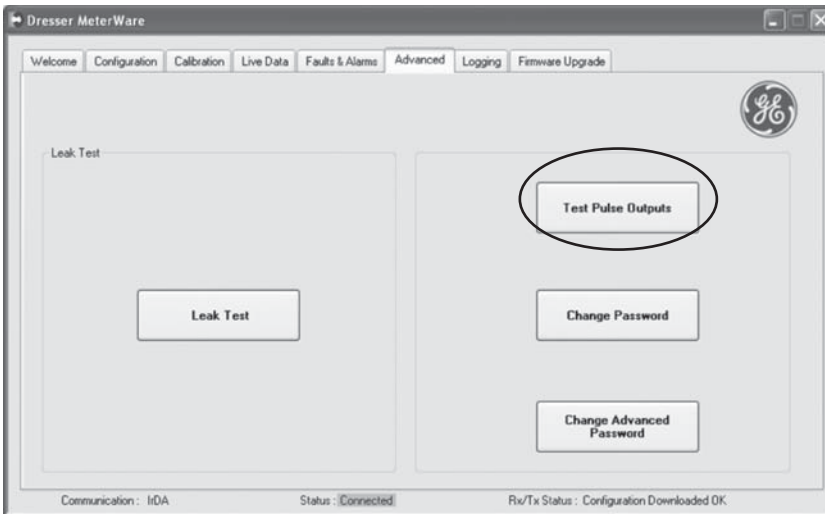 Dresser MeterWare
Welcome Configuration Calibration Live Data Faults & Alarms Advanced Logging Firmware Upgrade
GE
Leak Test
Test Pulse Outputs
Leak Test
Change Password
Change Advanced
Password
Communication : IrDA Status : Connected Rx/Tx Status : Configuration Downloaded OK